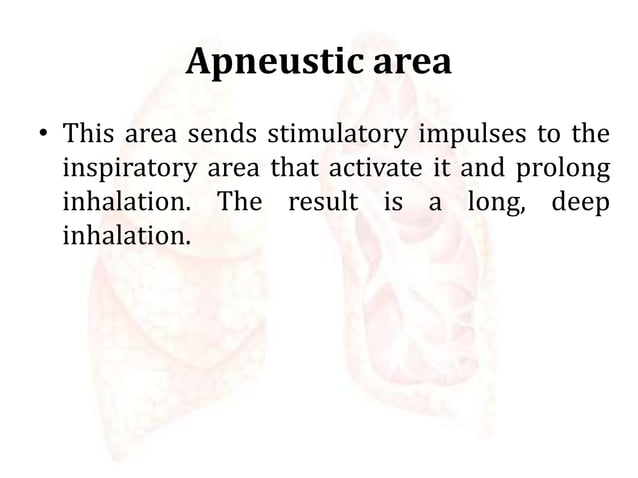 Apneustic area
• This area sends stimulatory impulses to the
inspiratory area that activate it and prolong
inhalation. The result is a long, deep
inhalation.